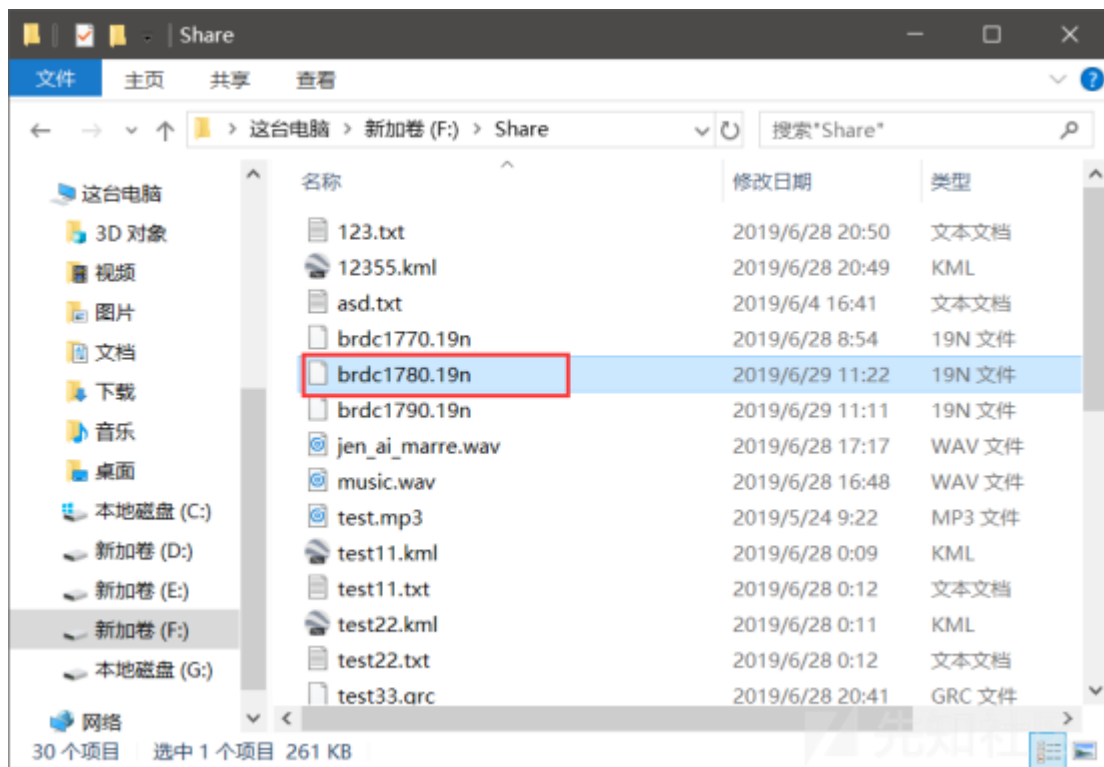 Share
文件 主页 共享 查看
这台电脑 > 新加卷 (F:) > Share 搜索"Share"
名称 修改日期 类型
这台电脑
3D 对象
视频
图片
文档
下载
音乐
桌面
本地磁盘 (C:)
新加卷 (D:)
新加卷 (E:)
新加卷 (F:)
本地磁盘 (G:)
网络
123.txt 2019/6/28 20:50 文本文档
12355.kml 2019/6/28 20:49 KML
asd.txt 2019/6/4 16:41 文本文档
brdc1770.19n 2019/6/28 8:54 19N 文件
brdc1780.19n 2019/6/29 11:22 19N 文件
brdc1790.19n 2019/6/29 11:11 19N 文件
jen_ai_marre.wav 2019/6/28 17:17 WAV 文件
music.wav 2019/6/28 16:48 WAV 文件
test.mp3 2019/5/24 9:22 MP3 文件
test11.kml 2019/6/28 0:09 KML
test11.txt 2019/6/28 0:12 文本文档
test22.kml 2019/6/28 0:11 KML
test22.txt 2019/6/28 0:12 文本文档
test33.grc 2019/6/28 20:41 GRC 文件
30 个项目 选中 1 个项目 261 KB
先知社